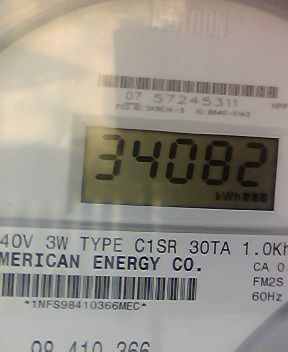 07 57245311
34082
kWh
40V 3W TYPE C1SR 30TA 1.0Kh
MERICAN ENERGY CO.
CA 0
FM2S
*1NFS98410366MEC*
60Hz
98 410 366